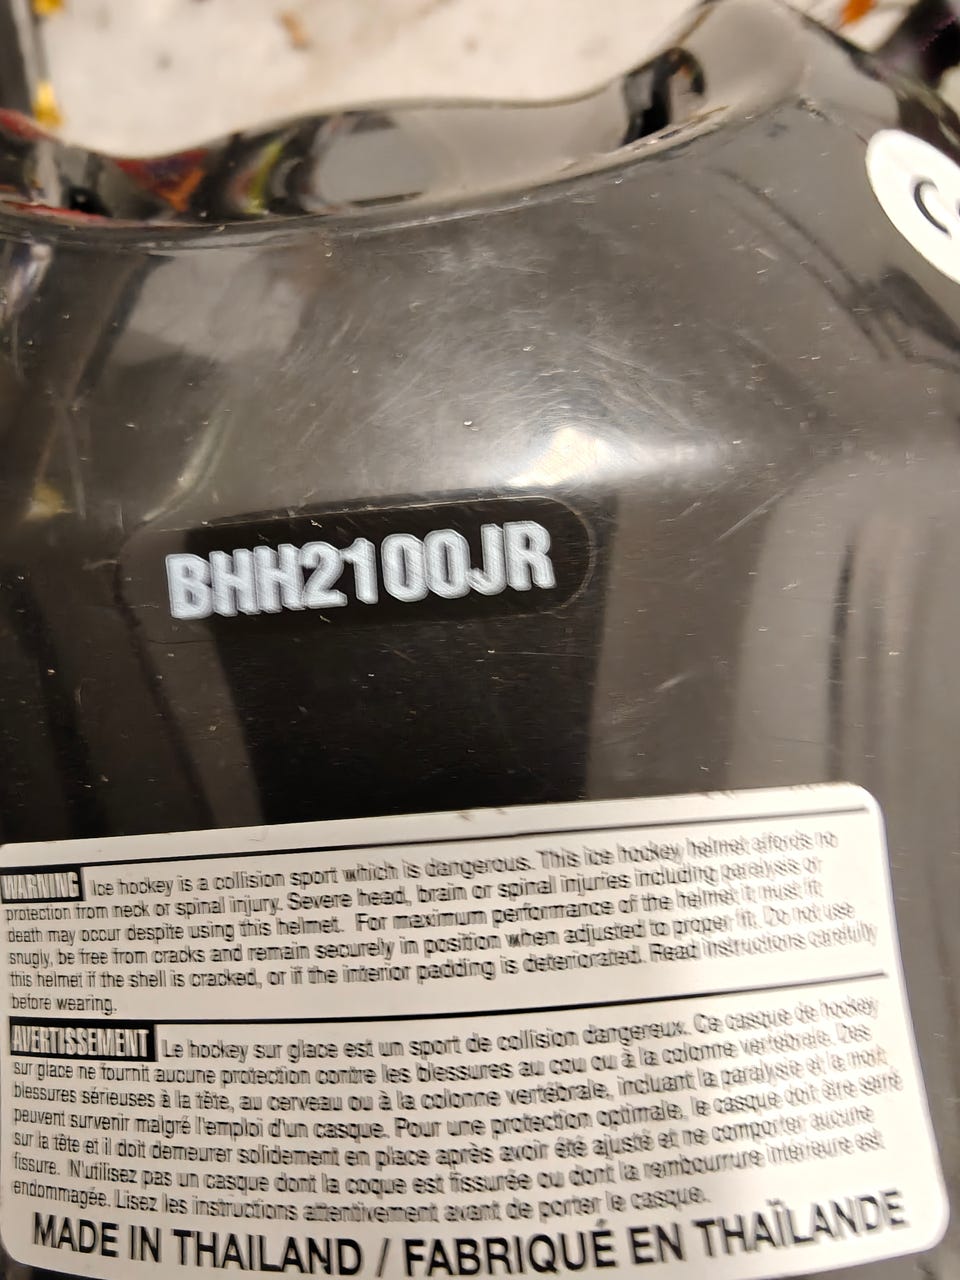 BHH2100JR
WARNING Ice hockey is a collision sport which is dangerous. This ice hockey helmet affords no
protection from neck or spinal injury. Severe head, brain or spinal injuries including paralysis or
death may occur despite using this helmet. For maximum performance of the helmet it must fit
snugly, be free from cracks and remain securely in position when adjusted to proper fit. Do not use
this helmet if the shell is cracked, or if the interior padding is deteriorated. Read instructions carefully
before wearing.
AVERTISSEMENT Le hockey sur glace est un sport de collision dangereux. Ce casque de hockey
sur glace ne fournit aucune protection contre les blessures au cou ou à la colonne vertébrale. Des
blessures sérieuses à la tête, au cerveau ou à la colonne vertébrale, incluant la paralysie et la mort
peuvent survenir malgré l'emploi d'un casque. Pour une protection optimale, le casque doit être serré
sur la tête et il doit demeurer solidement en place après avoir été ajusté et ne comporter aucune
fissure. N'utilisez pas un casque dont la coque est fissurée ou dont la rembourrure intérieure est
endommagée. Lisez les instructions attentivement avant de porter le casque.
MADE IN THAILAND / FABRIQUÉ EN THAÏLANDE